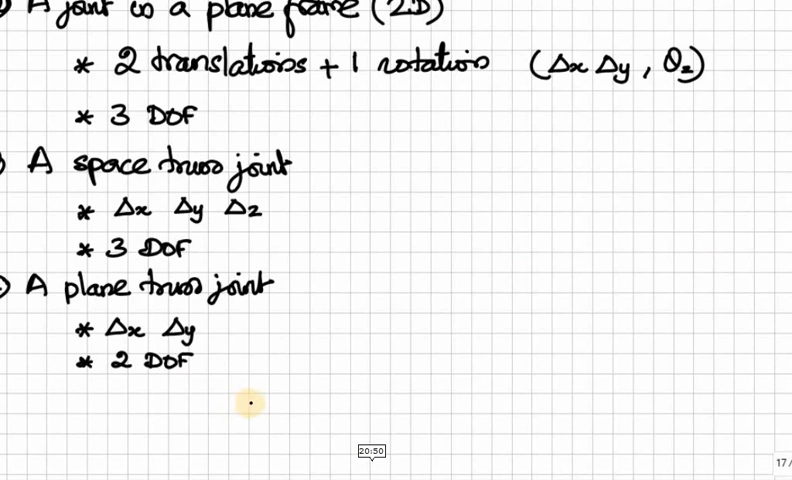 A joint in a plane frame (2D)
* 2 translations + 1 rotation (Δx Δy, θz)
* 3 DOF
) A space truss joint
* Δx Δy Δz
* 3 DOF
) A plane truss joint
* Δx Δy
* 2 DOF
20:50
17/